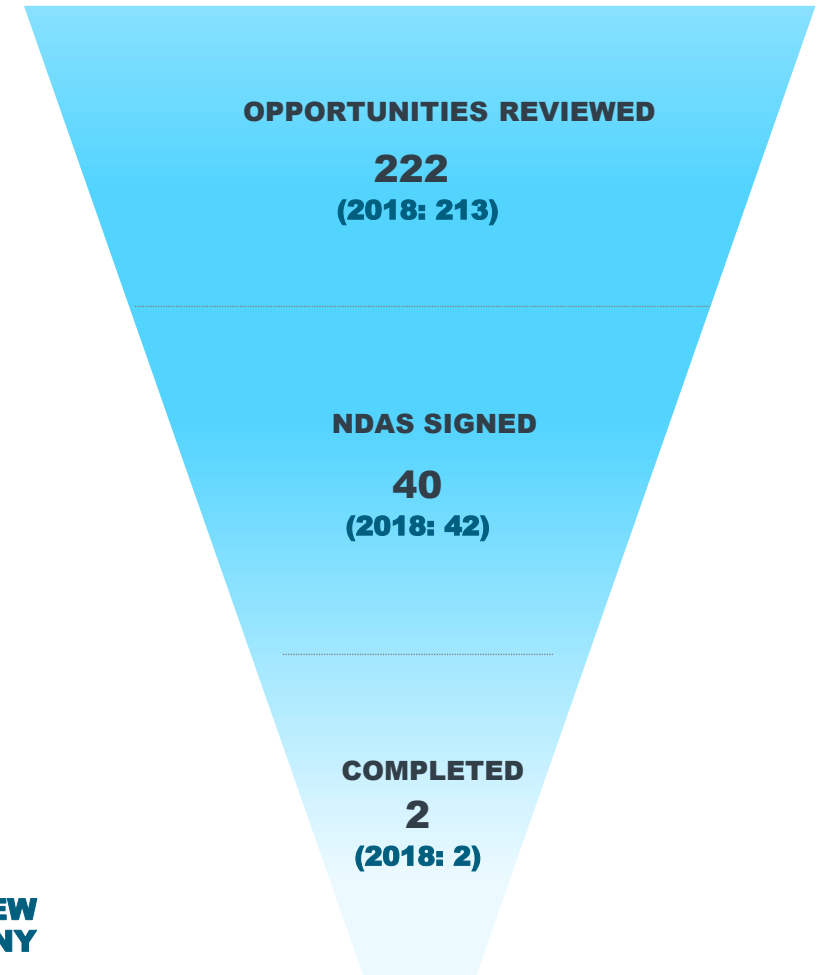 OPPORTUNITIES REVIEWED
222
(2018: 213)
NDAS SIGNED
40
(2018: 42)
COMPLETED
2
(2018: 2)